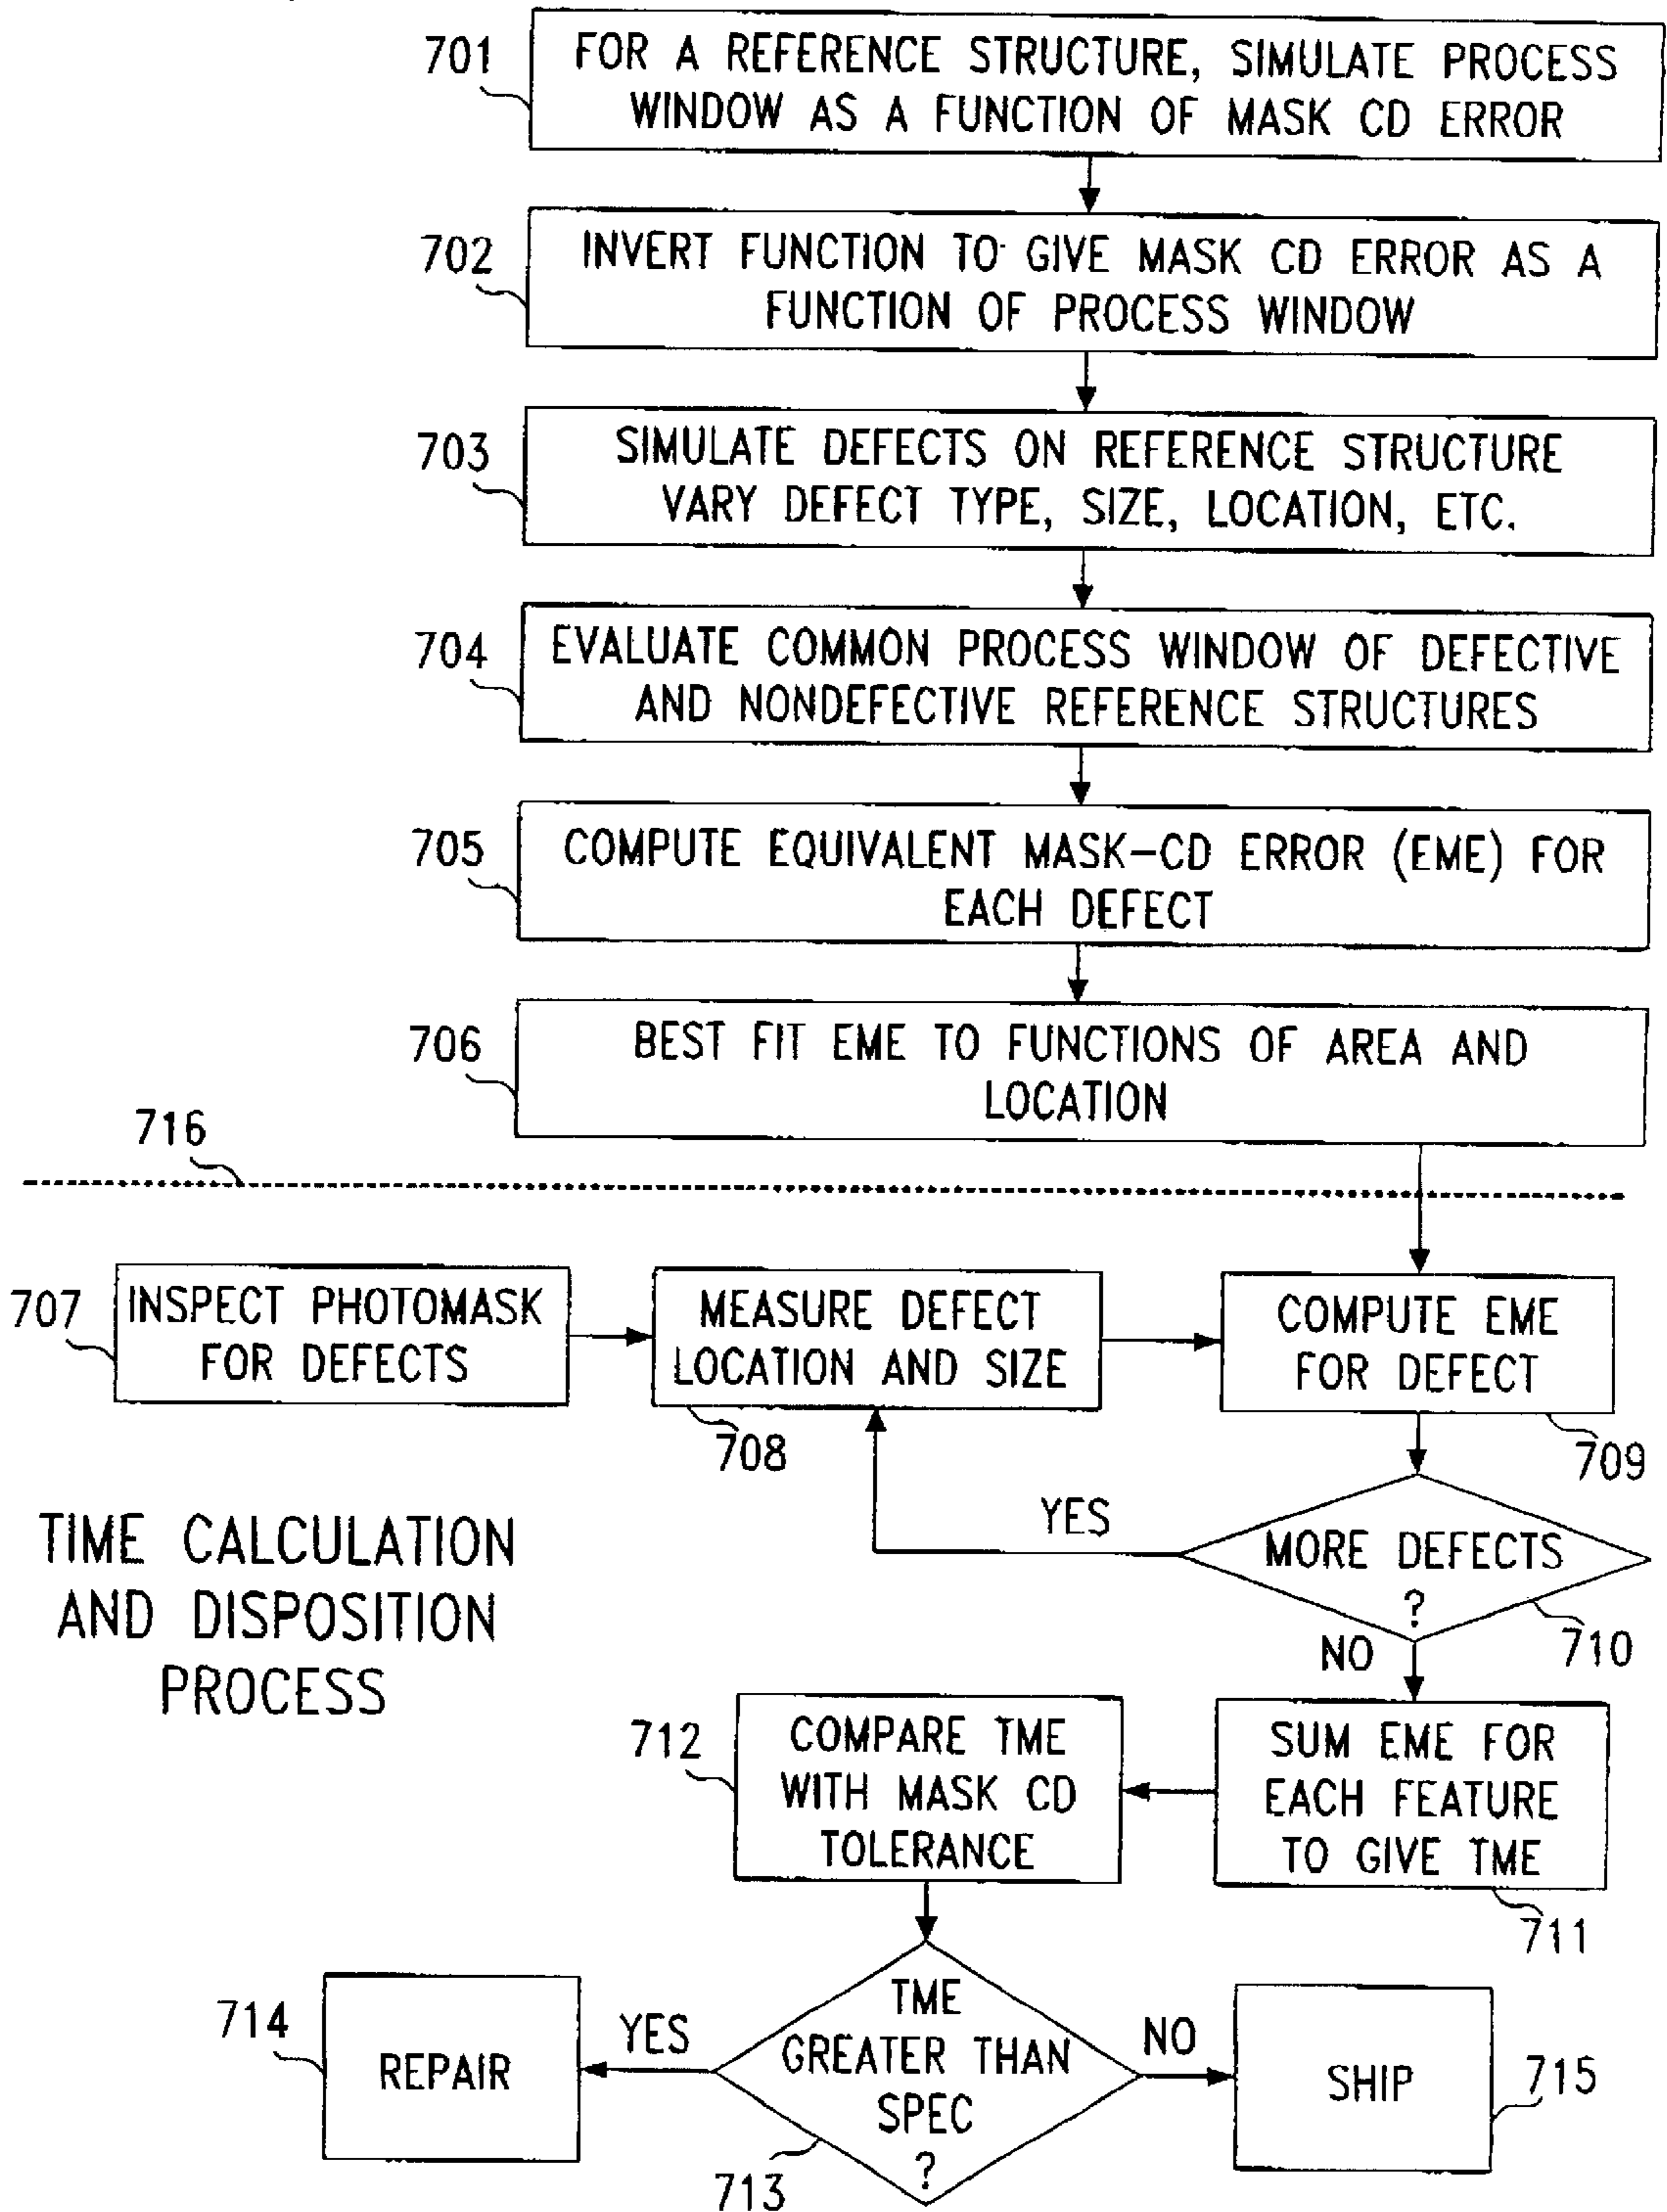 701
FOR A REFERENCE STRUCTURE, SIMULATE PROCESS
WINDOW AS A FUNCTION OF MASK CD ERROR
702
INVERT FUNCTION TO GIVE MASK CD ERROR AS A
FUNCTION OF PROCESS WINDOW
703
SIMULATE DEFECTS ON REFERENCE STRUCTURE
VARY DEFECT TYPE, SIZE, LOCATION, ETC.
704
EVALUATE COMMON PROCESS WINDOW OF DEFECTIVE
AND NONDEFECTIVE REFERENCE STRUCTURES
705
COMPUTE EQUIVALENT MASK-CD ERROR (EME) FOR
EACH DEFECT
706
BEST FIT EME TO FUNCTIONS OF AREA AND
LOCATION
716
707
INSPECT PHOTOMASK
FOR DEFECTS
MEASURE DEFECT
LOCATION AND SIZE
708
COMPUTE EME
FOR DEFECT
709
YES
MORE DEFECTS
?
710
NO
TIME CALCULATION
AND DISPOSITION
PROCESS
712
COMPARE TME
WITH MASK CD
TOLERANCE
SUM EME FOR
EACH FEATURE
TO GIVE TME
711
714
REPAIR
YES
TME
GREATER THAN
SPEC
?
713
NO
SHIP
715